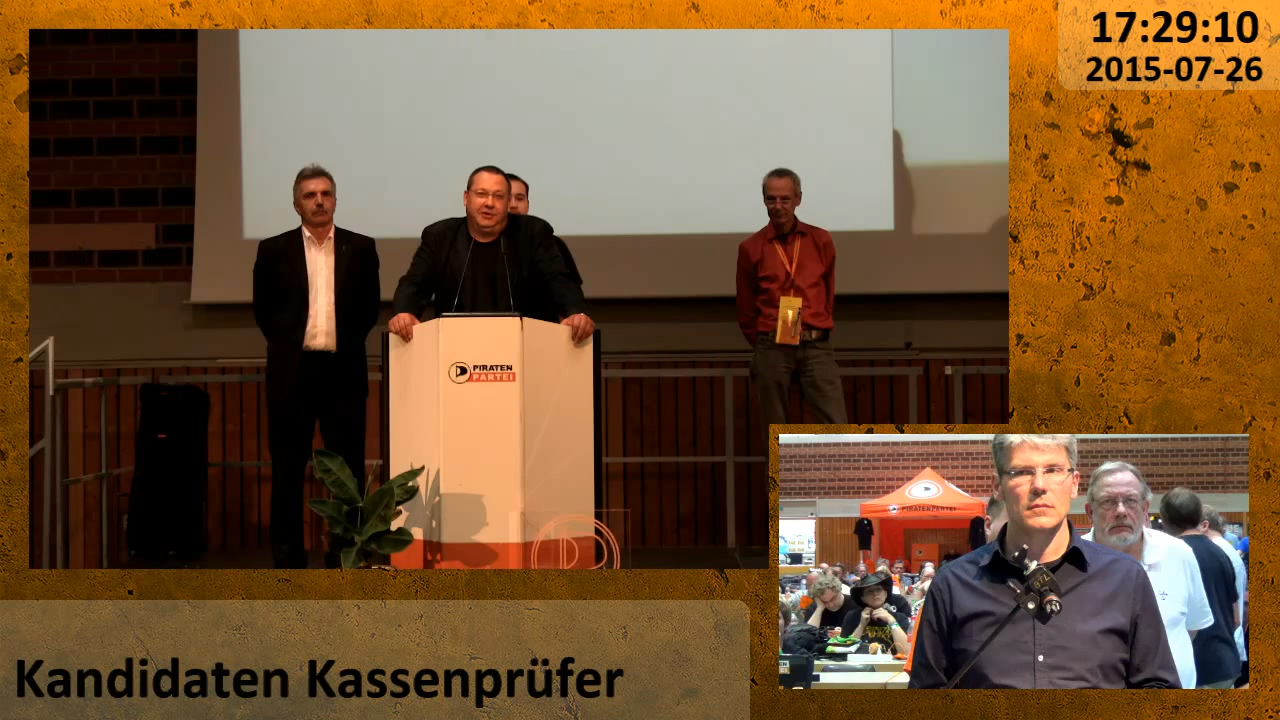 17:29:10
2015-07-26
PIRATEN
PARTEI
PIRATENPARTEI
Kandidaten Kassenprüfer